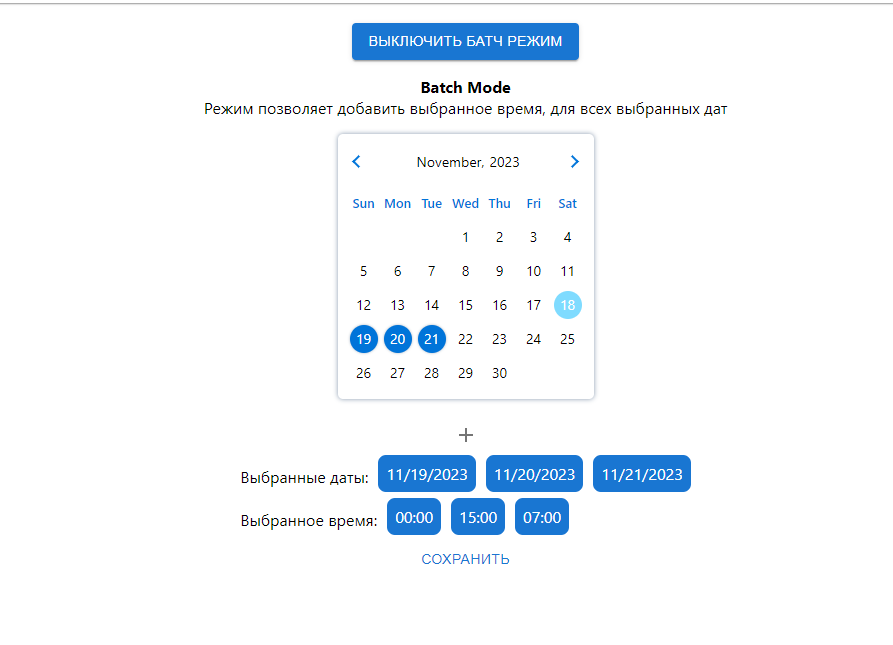 ВЫКЛЮЧИТЬ БАТЧ РЕЖИМ
Batch Mode
Режим позволяет добавить выбранное время, для всех выбранных дат
November, 2023
Sun Mon Tue Wed Thu Fri Sat
1 2 3 4
5 6 7 8 9 10 11
12 13 14 15 16 17 18
19 20 21 22 23 24 25
26 27 28 29 30
+
Выбранные даты: 11/19/2023 11/20/2023 11/21/2023
Выбранное время: 00:00 15:00 07:00
СОХРАНИТЬ